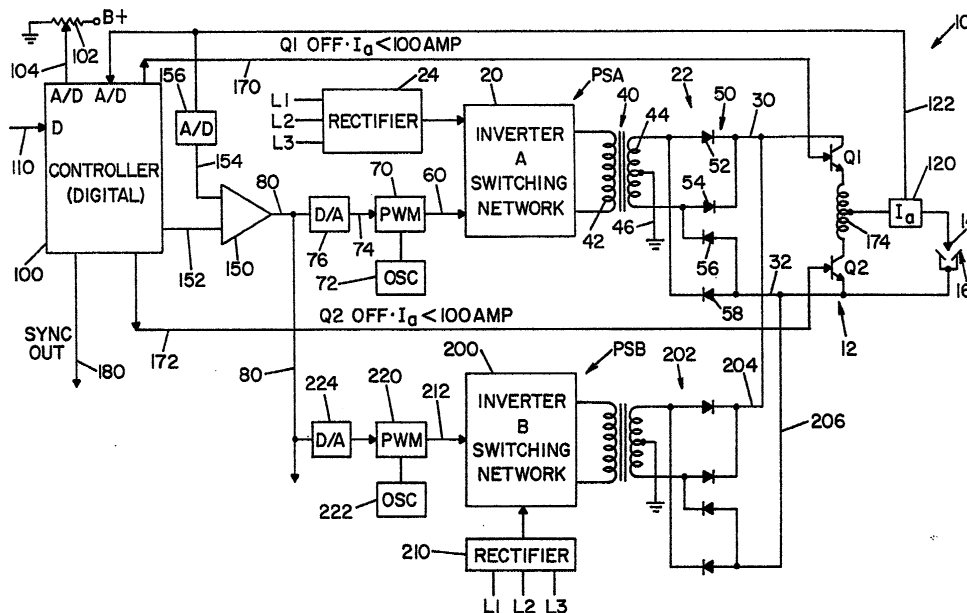 B+
102
104
156
A/D A/D
D
CONTROLLER
(DIGITAL)
110
100
A/D
154
152
150
80
Q1 OFF·Ia<100AMP
170
24
L1
L2
L3
RECTIFIER
20
INVERTER
A
SWITCHING
NETWORK
PSA
40
22
44
42
46
50
52
54
56
58
30
32
122
10
Q1
120
Ia
174
Q2
14
16
12
D/A
76
74
70
PWM
60
72
OSC
Q2 OFF·Ia<100AMP
172
SYNC
OUT
180
80
224
D/A
220
PWM
212
222
OSC
200
INVERTER
B
SWITCHING
NETWORK
PSB
202
204
206
210
RECTIFIER
L1 L2 L3